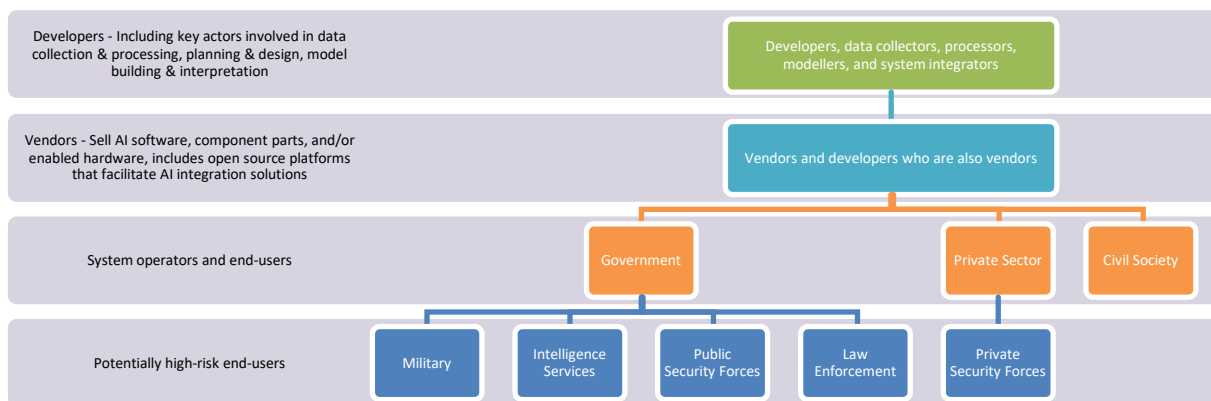 Developers - Including key actors involved in data
collection & processing, planning & design, model
building & interpretation
Developers, data collectors, processors,
modellers, and system integrators
Vendors - Sell AI software, component parts, and/or
enabled hardware, includes open source platforms
that facilitate AI integration solutions
Vendors and developers who are also vendors
System operators and end-users
Government
Private Sector
Civil Society
Potentially high-risk end-users
Military
Intelligence
Services
Public
Security Forces
Law
Enforcement
Private
Security Forces